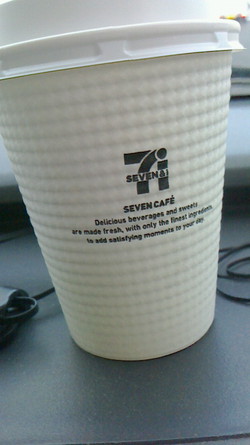 7i
SEVEN & i
SEVEN CAFÉ
Delicious beverages and sweets
are made fresh, with only the finest ingredients,
to add satisfying moments to your day.